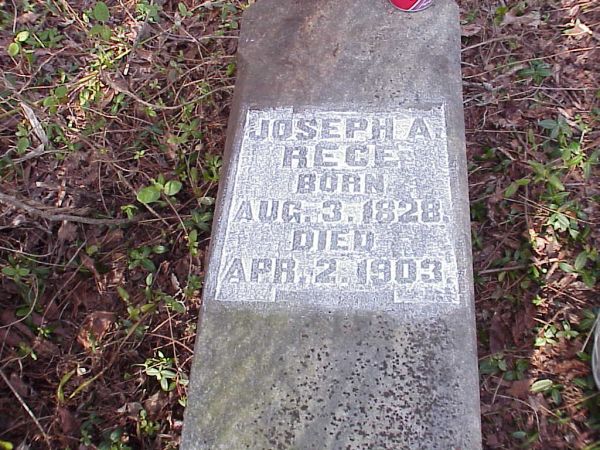 JOSEPH A.
RECE.
BORN
AUG. 3. 1828.
DIED
APR. 2. 1903.